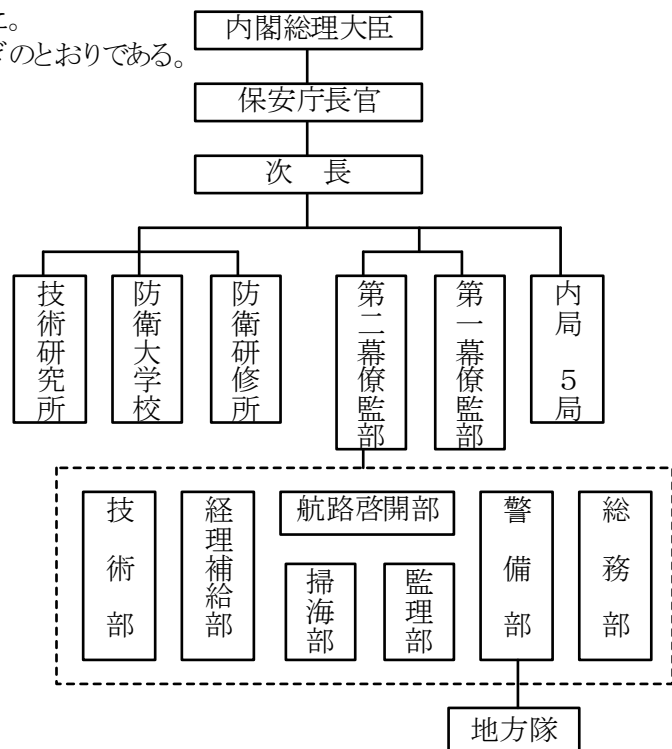 た。
ぎのとおりである。
内閣総理大臣
保安庁長官
次 長
内局 5局
第一幕僚監部
第二幕僚監部
防衛研修所
防衛大学校
技術研究所
総務部
警備部
航路啓開部
監理部
掃海部
経理補給部
技術部
地方隊